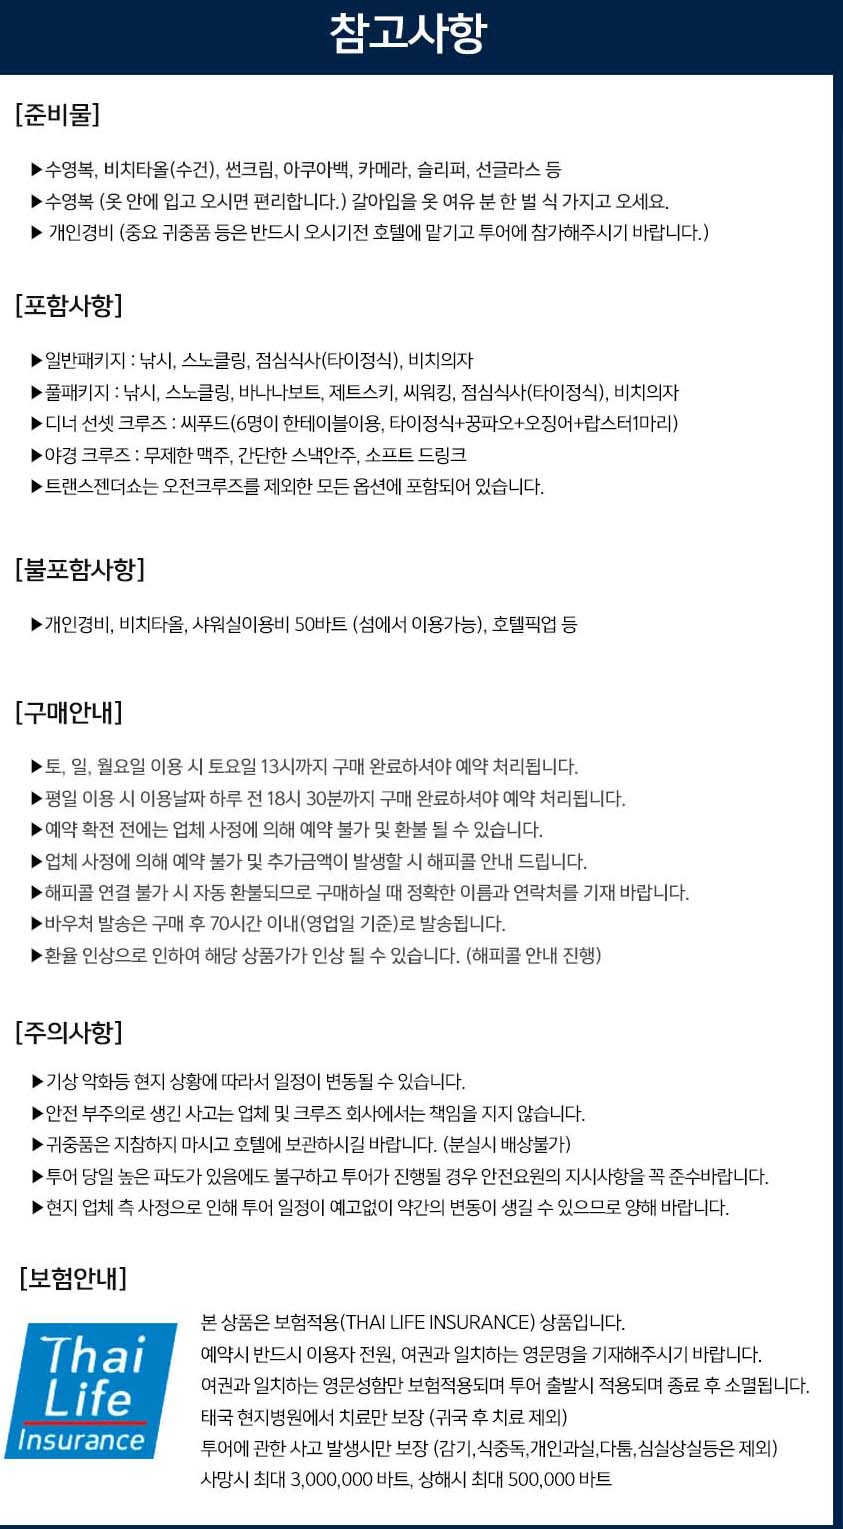 참고사항
[준비물]
▶수영복, 비치타올(수건), 썬크림, 아쿠아백, 카메라, 슬리퍼, 선글라스 등
▶수영복 (옷 안에 입고 오시면 편리합니다.) 갈아입을 옷 여유 분 한 벌 식 가지고 오세요.
▶ 개인경비 (중요 귀중품 등은 반드시 오시기전 호텔에 맡기고 투어에 참가해주시기 바랍니다.)
[포함사항]
▶일반패키지 : 낚시, 스노클링, 점심식사(타이정식), 비치의자
▶풀패키지 : 낚시, 스노클링, 바나나보트, 제트스키, 씨워킹, 점심식사(타이정식), 비치의자
▶디너 선셋 크루즈 : 씨푸드(6명이 한테이블이용, 타이정식+꿍파오+오징어+랍스터1마리)
▶야경 크루즈 : 무제한 맥주, 간단한 스낵안주, 소프트 드링크
▶트랜스젠더쇼는 오전크루즈를 제외한 모든 옵션에 포함되어 있습니다.
[불포함사항]
▶개인경비, 비치타올, 샤워실이용비 50바트 (섬에서 이용가능), 호텔픽업 등
[구매안내]
▶토, 일, 월요일 이용 시 토요일 13시까지 구매 완료하셔야 예약 처리됩니다.
▶평일 이용 시 이용날짜 하루 전 18시 30분까지 구매 완료하셔야 예약 처리됩니다.
▶예약 확전 전에는 업체 사정에 의해 예약 불가 및 환불 될 수 있습니다.
▶업체 사정에 의해 예약 불가 및 추가금액이 발생할 시 해피콜 안내 드립니다.
▶해피콜 연결 불가 시 자동 환불되므로 구매하실 때 정확한 이름과 연락처를 기재 바랍니다.
▶바우처 발송은 구매 후 70시간 이내(영업일 기준)로 발송됩니다.
▶환율 인상으로 인하여 해당 상품가가 인상 될 수 있습니다. (해피콜 안내 진행)
[주의사항]
▶기상 악화등 현지 상황에 따라서 일정이 변동될 수 있습니다.
▶안전 부주의로 생긴 사고는 업체 및 크루즈 회사에서는 책임을 지지 않습니다.
▶귀중품은 지참하지 마시고 호텔에 보관하시길 바랍니다. (분실시 배상불가)
▶투어 당일 높은 파도가 있음에도 불구하고 투어가 진행될 경우 안전요원의 지시사항을 꼭 준수바랍니다.
▶현지 업체 측 사정으로 인해 투어 일정이 예고없이 약간의 변동이 생길 수 있으므로 양해 바랍니다.
[보험안내]
Thai
Life
Insurance
본 상품은 보험적용(THAI LIFE INSURANCE) 상품입니다.
예약시 반드시 이용자 전원, 여권과 일치하는 영문명을 기재해주시기 바랍니다.
여권과 일치하는 영문성함만 보험적용되며 투어 출발시 적용되며 종료 후 소멸됩니다.
태국 현지병원에서 치료만 보장 (귀국 후 치료 제외)
투어에 관한 사고 발생시만 보장 (감기,식중독,개인과실,다툼,심실상실등은 제외)
사망시 최대 3,000,000 바트, 상해시 최대 500,000 바트